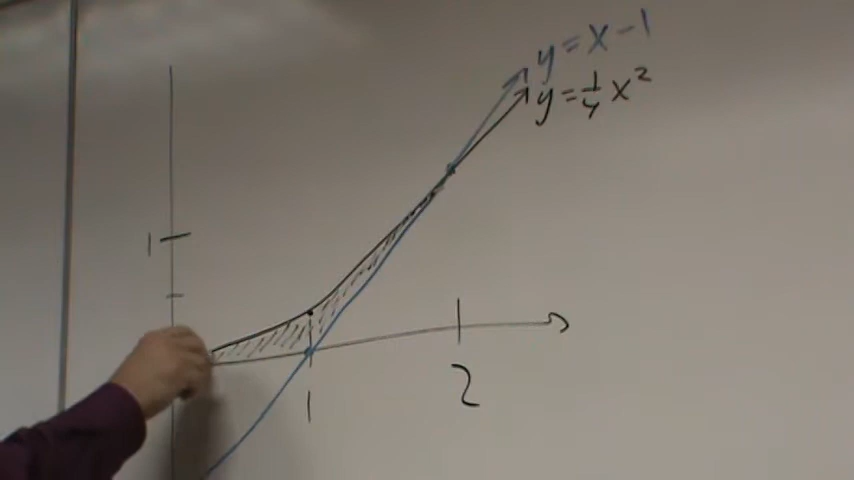 y = x - 1
y = 1/4 x²
1
1
2